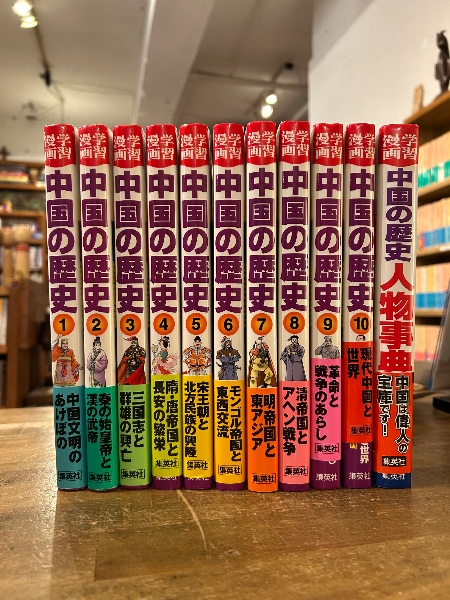 学習漫画
中国の歴史
1
中国文明の
あけぼの
集英社
学習漫画
中国の歴史
2
秦の始皇帝と
漢の武帝
集英社
学習漫画
中国の歴史
3
三国志と
群雄の興亡
集英社
学習漫画
中国の歴史
4
隋・唐帝国と
長安の繁栄
集英社
学習漫画
中国の歴史
5
宋王朝と
北方民族の興隆
集英社
学習漫画
中国の歴史
6
モンゴル帝国と
東西交流
集英社
学習漫画
中国の歴史
7
明帝国と
東アジア
集英社
学習漫画
中国の歴史
8
清帝国と
アヘン戦争
集英社
学習漫画
中国の歴史
9
革命と
戦争のあらし
集英社
学習漫画
中国の歴史
10
現代中国と
世界
世界
集英社
学習漫画
中国の歴史
人物事典
中国は偉人の
宝庫です!
集英社
集英社